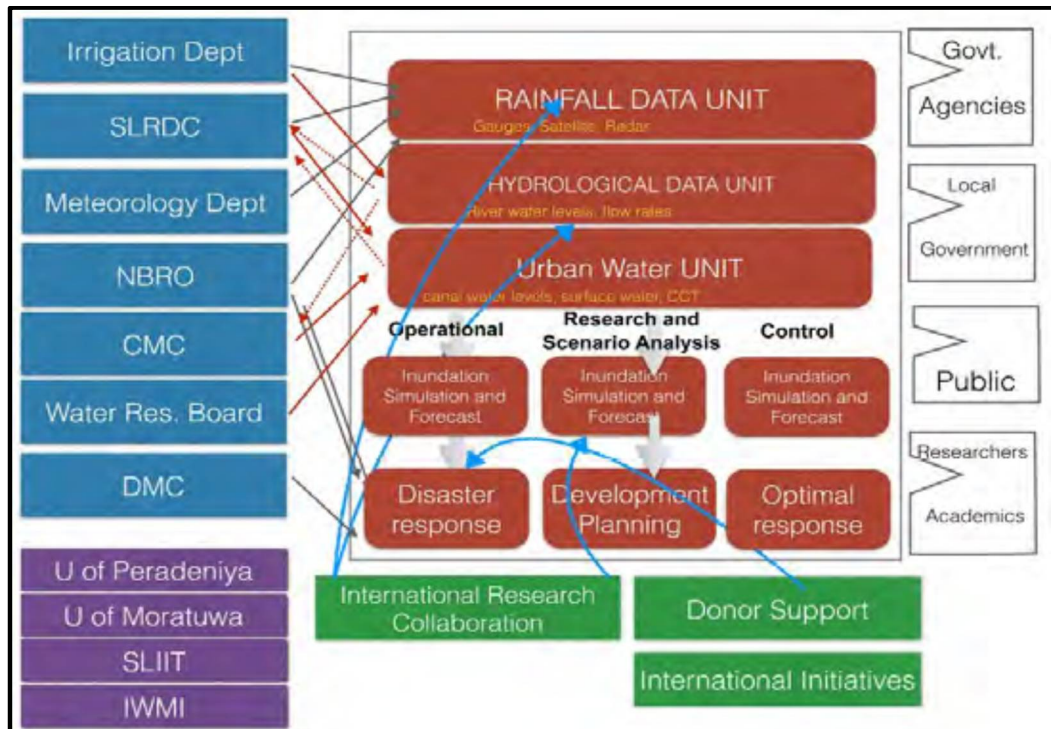 Irrigation Dept
SLRDC
Meteorology Dept
NBRO
CMC
Water Res. Board
DMC
U of Peradeniya
U of Moratuwa
SLIIT
IWMI
RAINFALL DATA UNIT
Gauges, Satellite, Radar
HYDROLOGICAL DATA UNIT
River water levels, flow rates
Urban Water UNIT
canal water levels, surface water, CCT
Operational
Research and
Scenario Analysis
Control
Inundation
Simulation and
Forecast
Inundation
Simulation and
Forecast
Inundation
Simulation and
Forecast
Disaster
response
Development
Planning
Optimal
response
International Research
Collaboration
Donor Support
International Initiatives
Govt.
Agencies
Local
Government
Public
Researchers
Academics